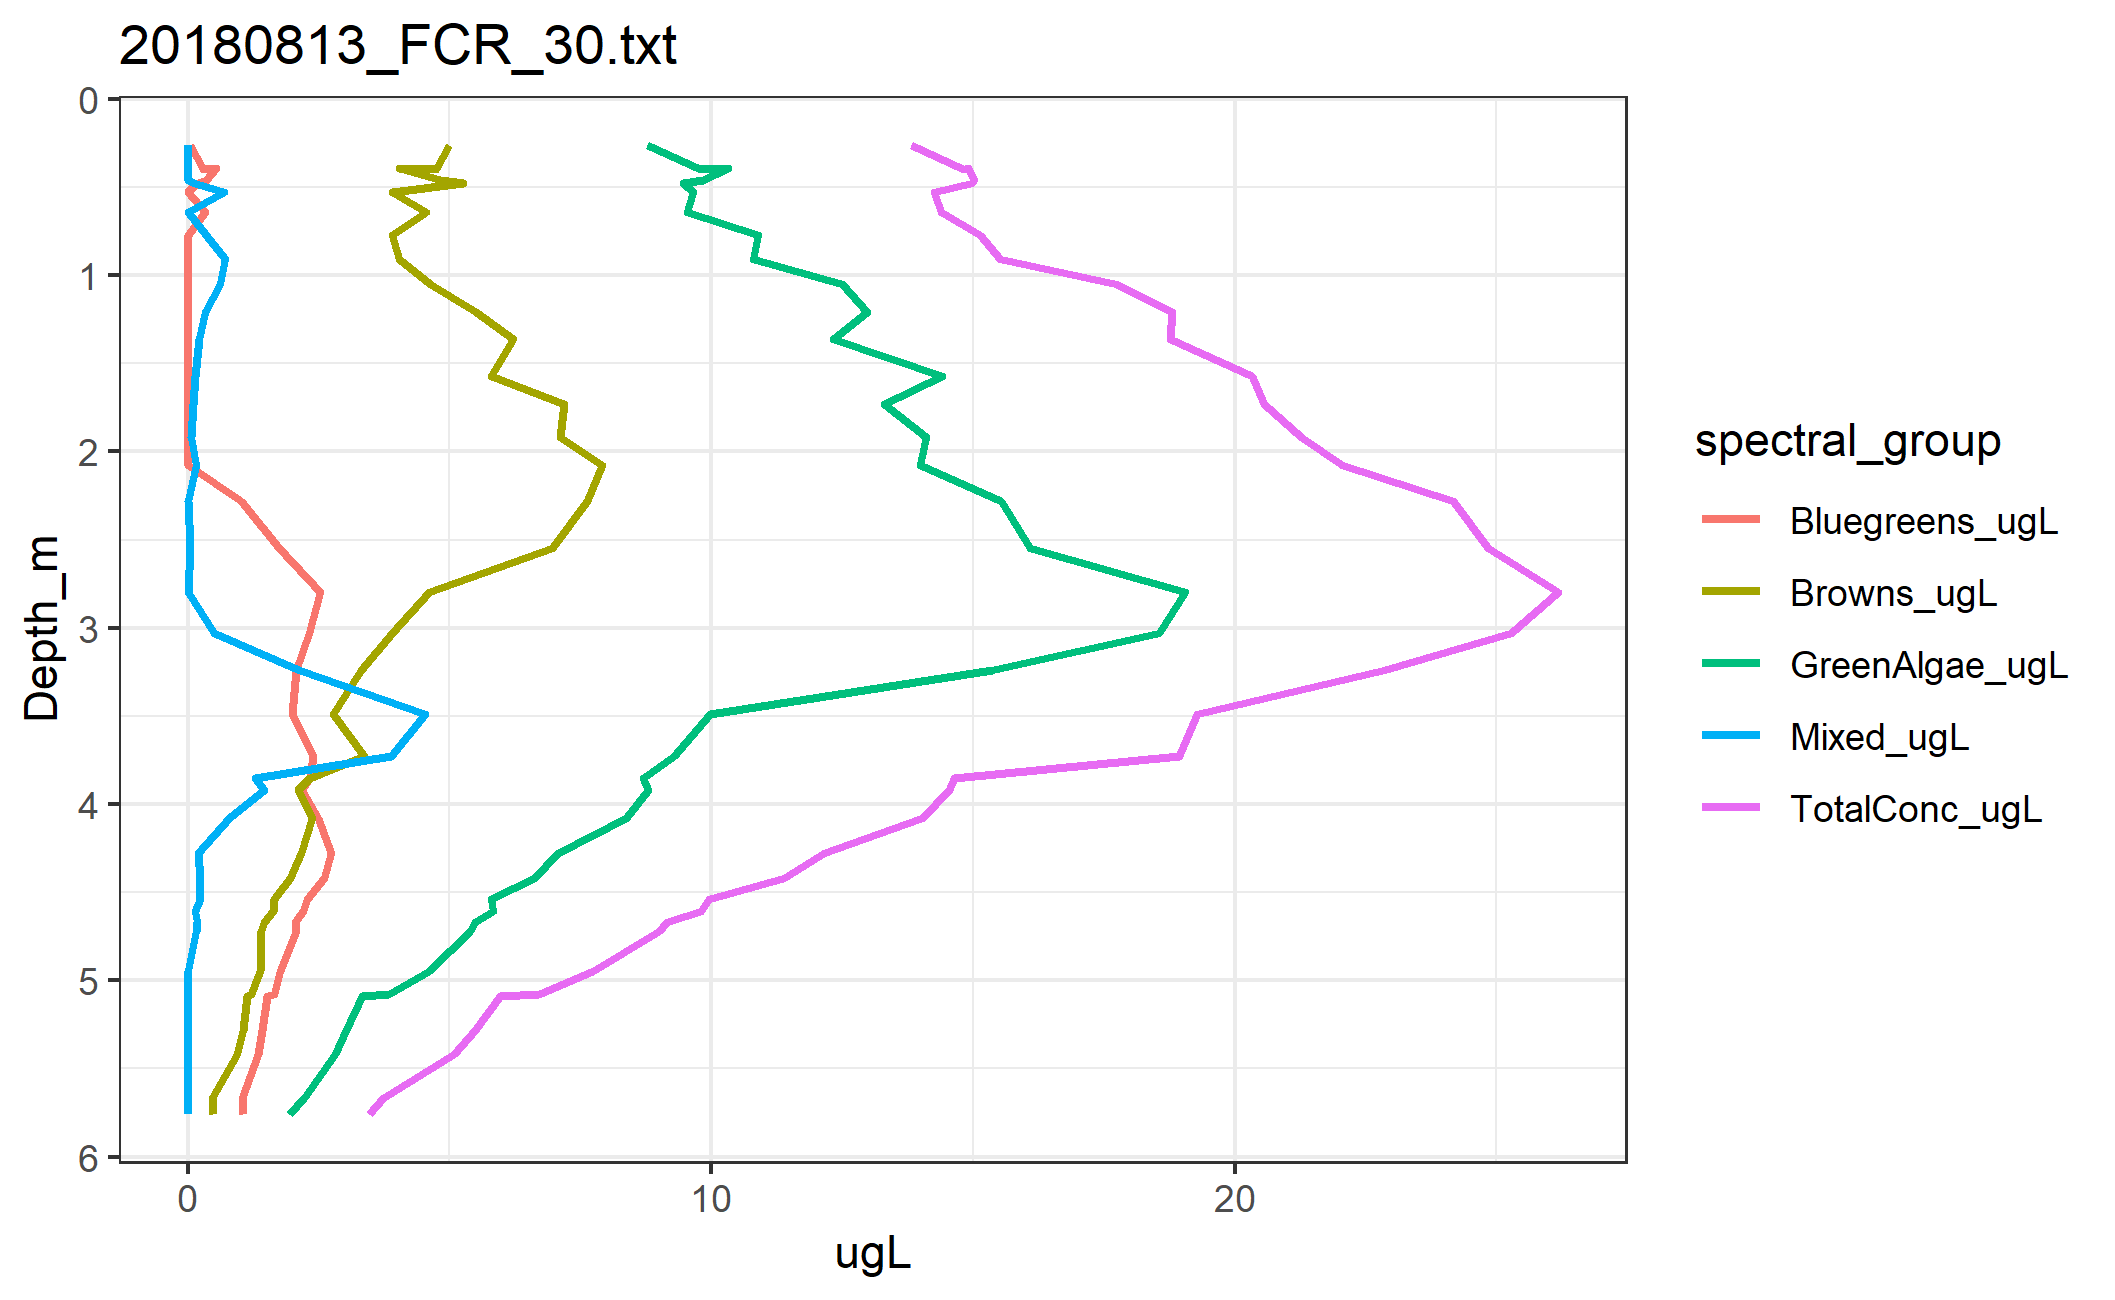 20180813_FCR_30.txt
0
1
2
3
4
5
6
Depth_m
0 10 20
ugL
spectral_group
Bluegreens_ugL
Browns_ugL
GreenAlgae_ugL
Mixed_ugL
TotalConc_ugL